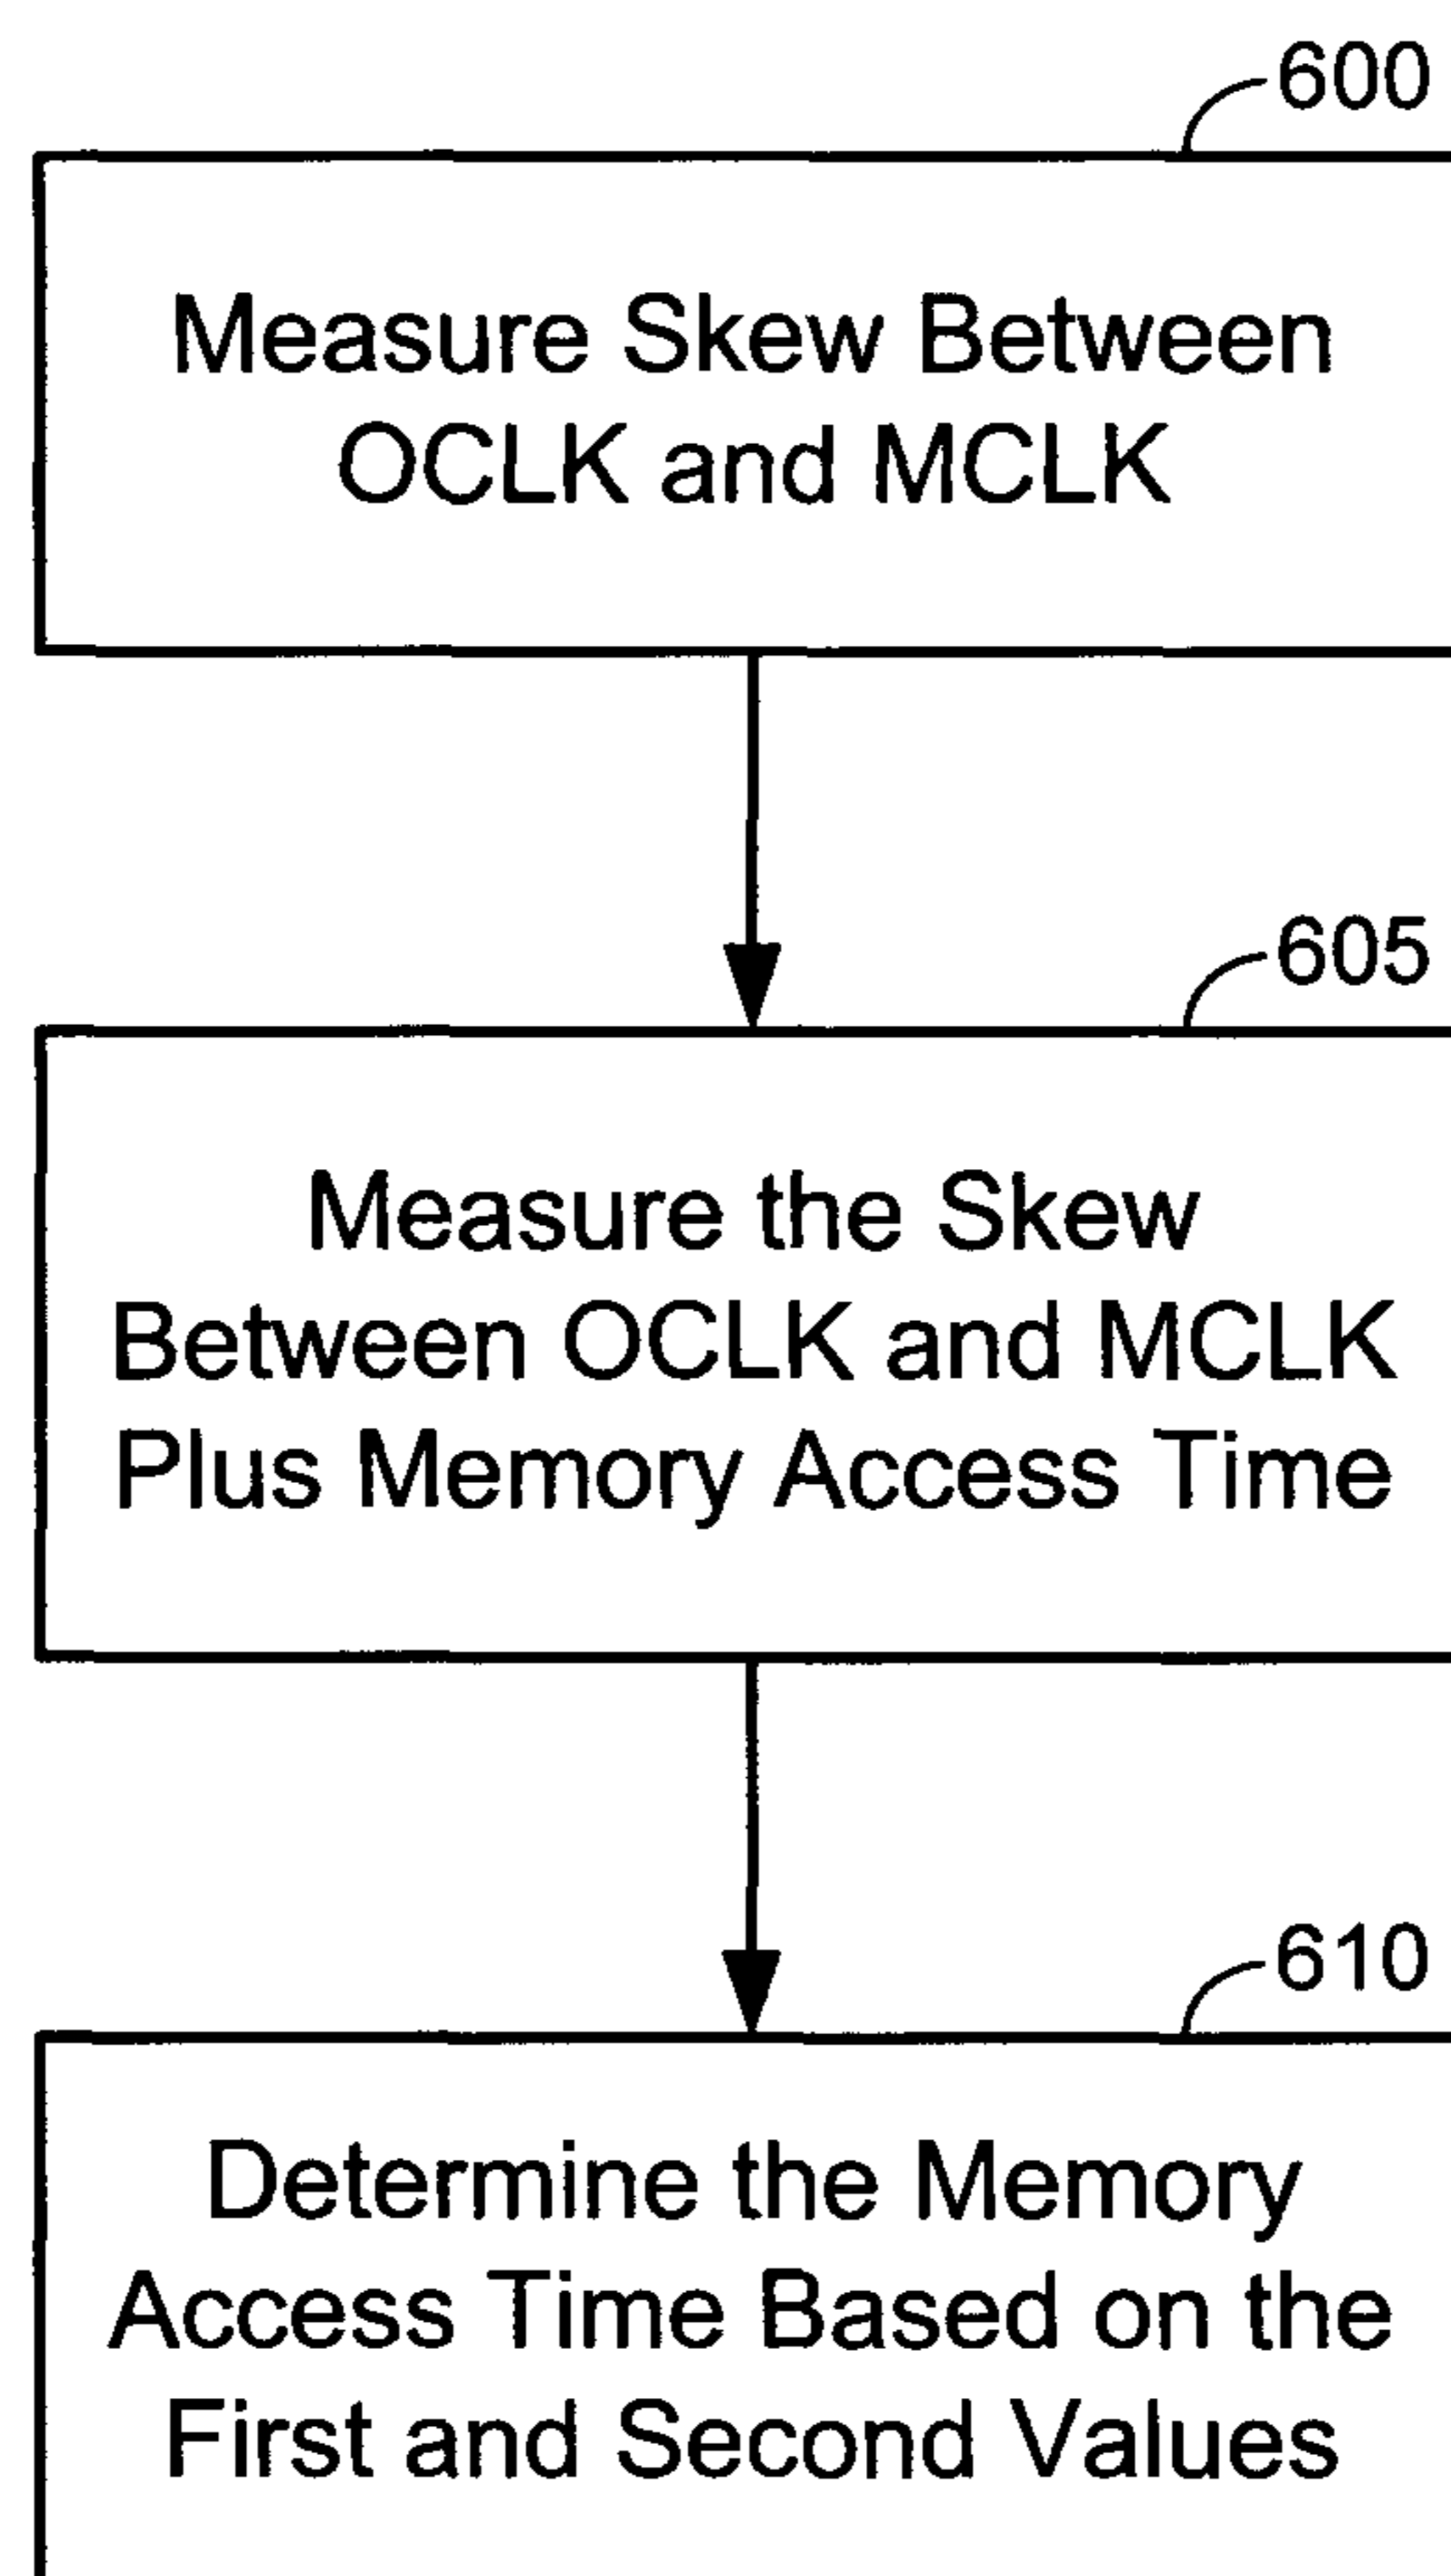 600
Measure Skew Between
OCLK and MCLK
605
Measure the Skew
Between OCLK and MCLK
Plus Memory Access Time
610
Determine the Memory
Access Time Based on the
First and Second Values